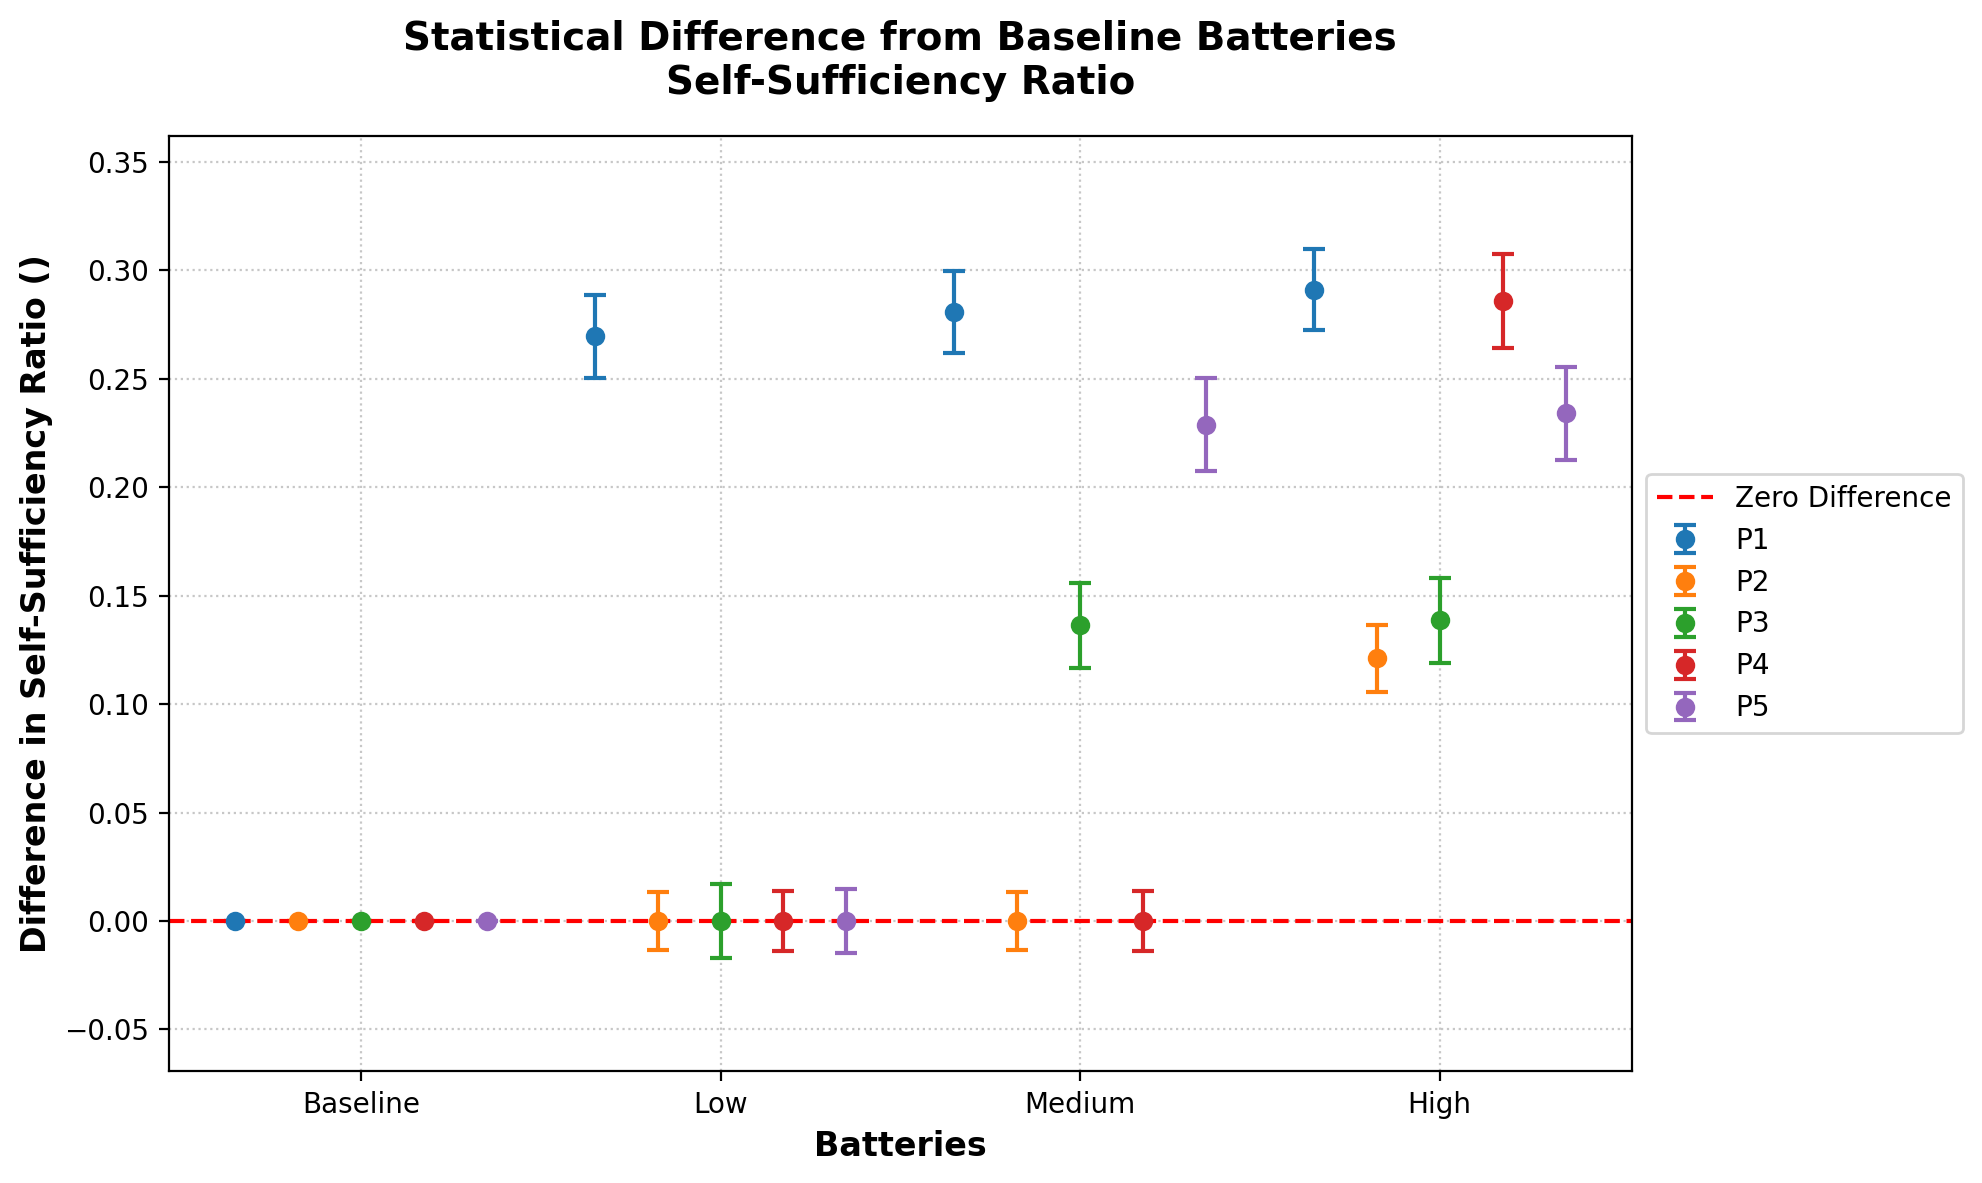 Statistical Difference from Baseline Batteries
Self-Sufficiency Ratio
Difference in Self-Sufficiency Ratio ()
0.35
0.30
0.25
0.20
0.15
0.10
0.05
0.00
−0.05
Baseline
Low
Medium
High
Batteries
Zero Difference
P1
P2
P3
P4
P5